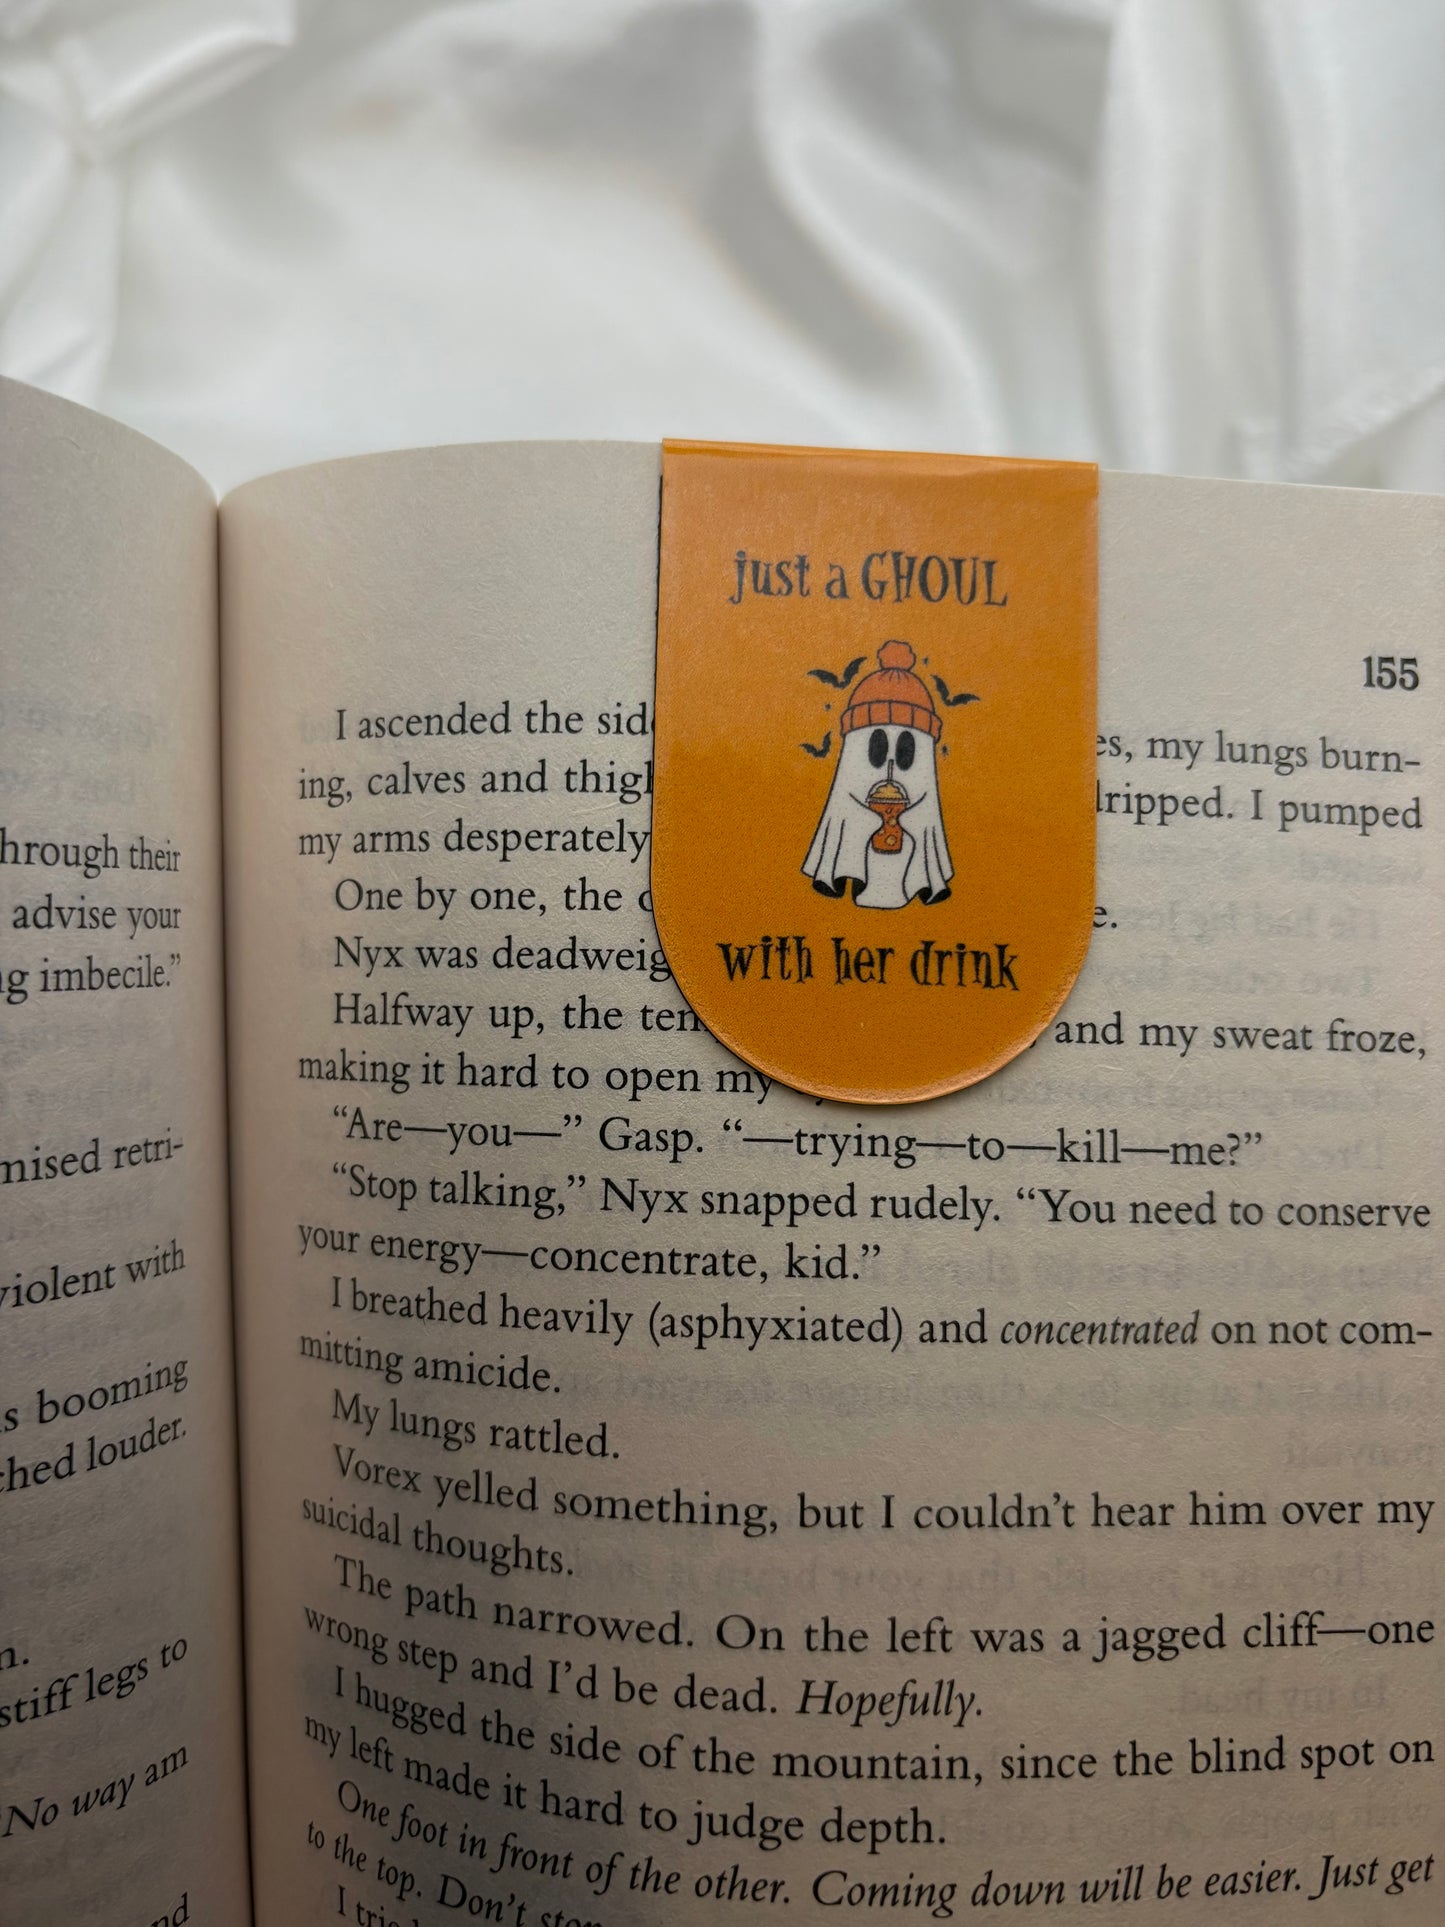 hrough their
advise your
g imbecile.”
mised retri-
violent with
s booming
ched louder.
n.
stiff legs to
No way am
nd
just a GHOUL
with her drink
155
I ascended the sid es, my lungs burn-
ing, calves and thigh dripped. I pumped
my arms desperately
One by one, the e.
Nyx was deadweig
Halfway up, the tem and my sweat froze,
making it hard to open my
“Are—you—” Gasp. “—trying—to—kill—me?”
“Stop talking,” Nyx snapped rudely. “You need to conserve
your energy—concentrate, kid.”
I breathed heavily (asphyxiated) and concentrated on not com-
mitting amicide.
My lungs rattled.
Vorex yelled something, but I couldn’t hear him over my
suicidal thoughts.
The path narrowed. On the left was a jagged cliff—one
wrong step and I’d be dead. Hopefully.
I hugged the side of the mountain, since the blind spot on
my left made it hard to judge depth.
One foot in front of the other. Coming down will be easier. Just get
to the top. Don’t stop
I trie